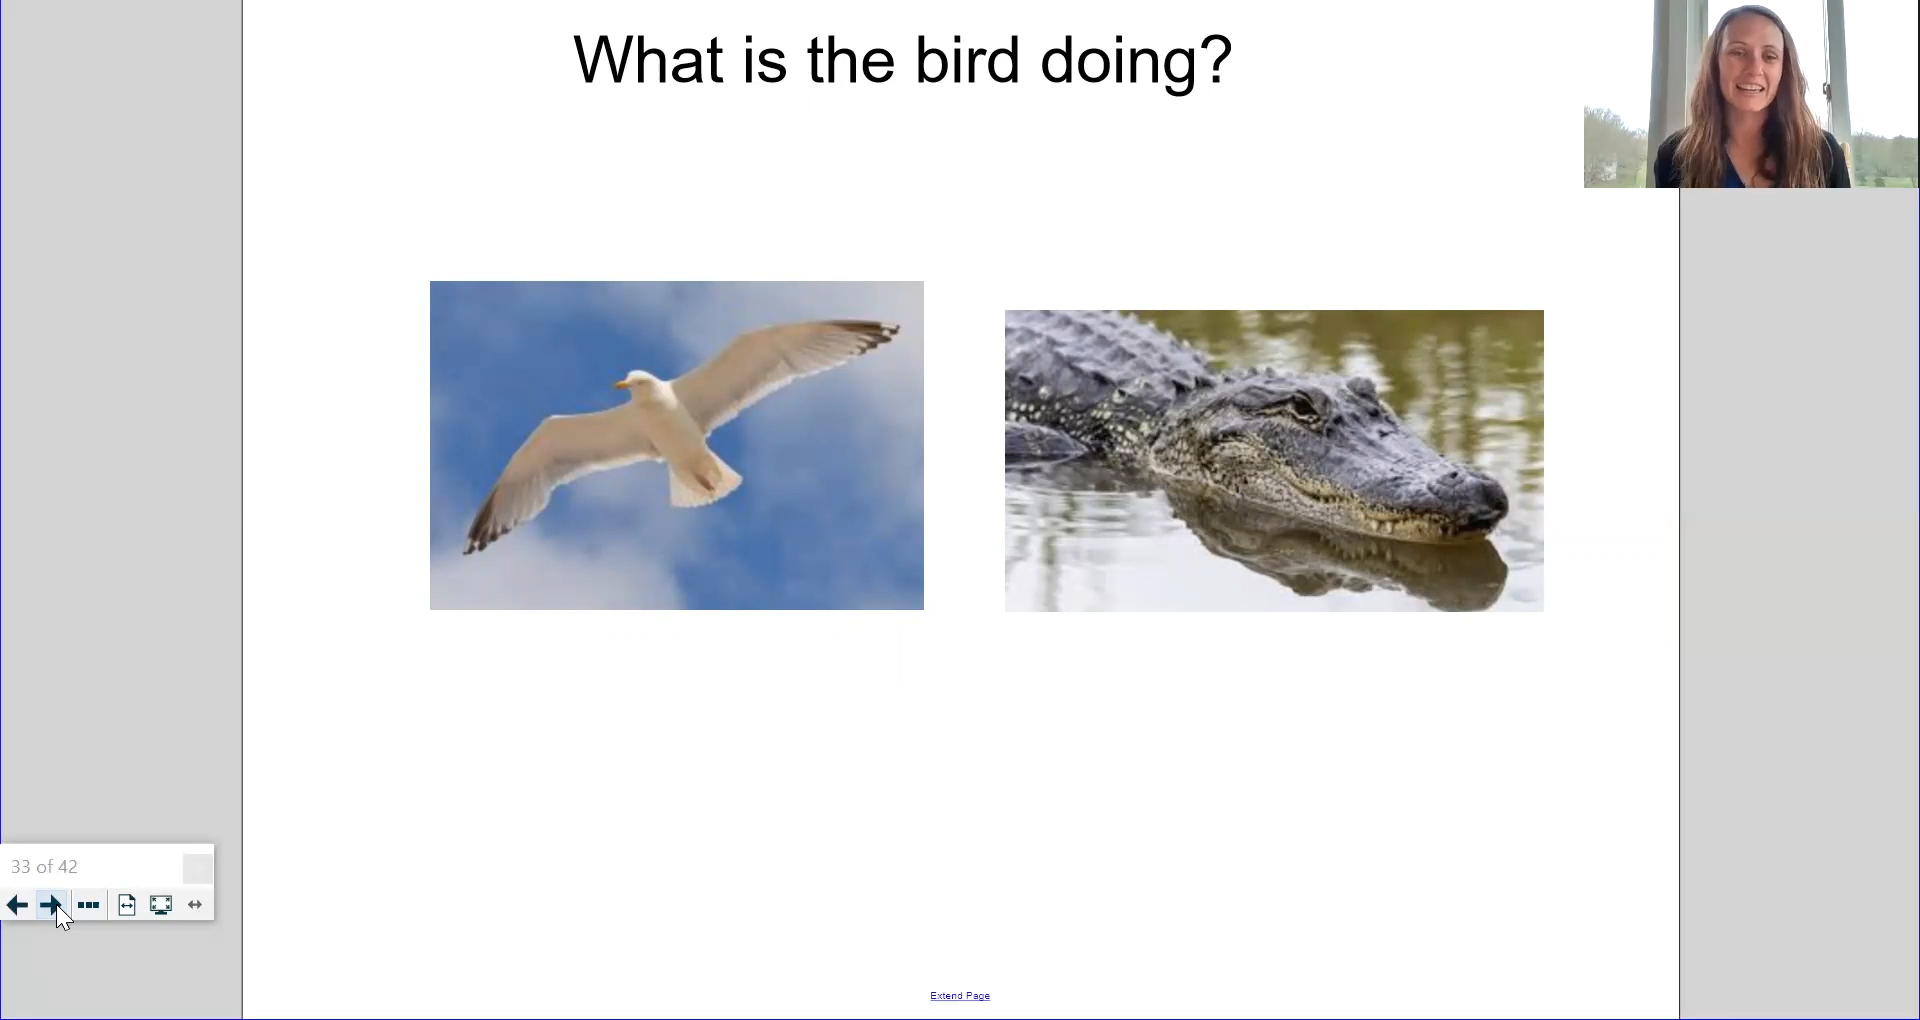 What is the bird doing?
33 of 42
Extend Page